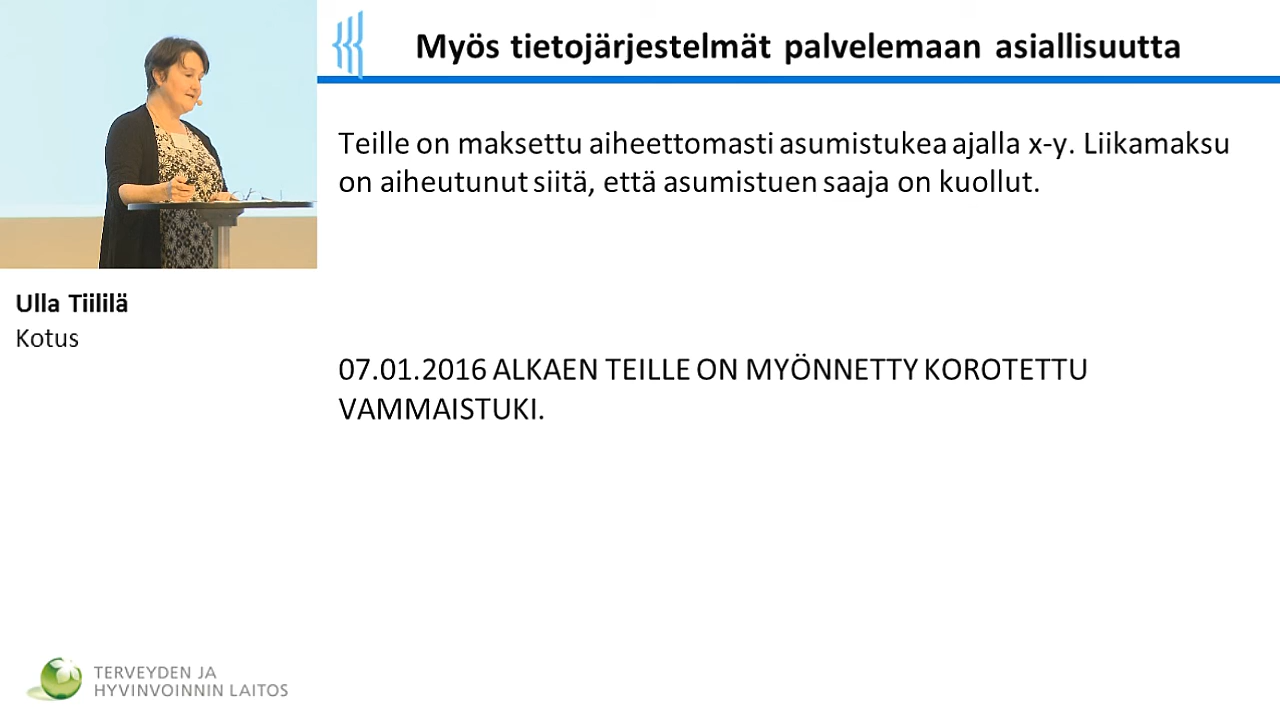 Myös tietojärjestelmät palvelemaan asiallisuutta
Teille on maksettu aiheettomasti asumistukea ajalla x-y. Liikamaksu
on aiheutunut siitä, että asumistuen saaja on kuollut.
Ulla Tiililä
Kotus
07.01.2016 ALKAEN TEILLE ON MYÖNNETTY KOROTETTU
VAMMAISTUKI.
TERVEYDEN JA
HYVINVOINNIN LAITOS